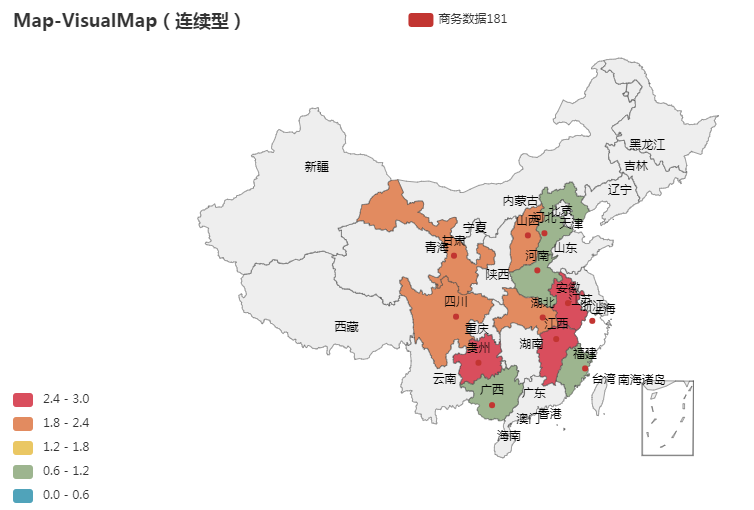 Map-VisualMap（连续型）
商务数据181
黑龙江
吉林
新疆
辽宁
内蒙古
北京
河北
天津
山西
宁夏
甘肃
青海
山东
河南
陕西
安徽
江苏
上海
浙江
四川
湖北
西藏
重庆
江西
湖南
贵州
福建
云南
台湾
南海诸岛
广西
广东
澳门
香港
海南
2.4 - 3.0
1.8 - 2.4
1.2 - 1.8
0.6 - 1.2
0.0 - 0.6